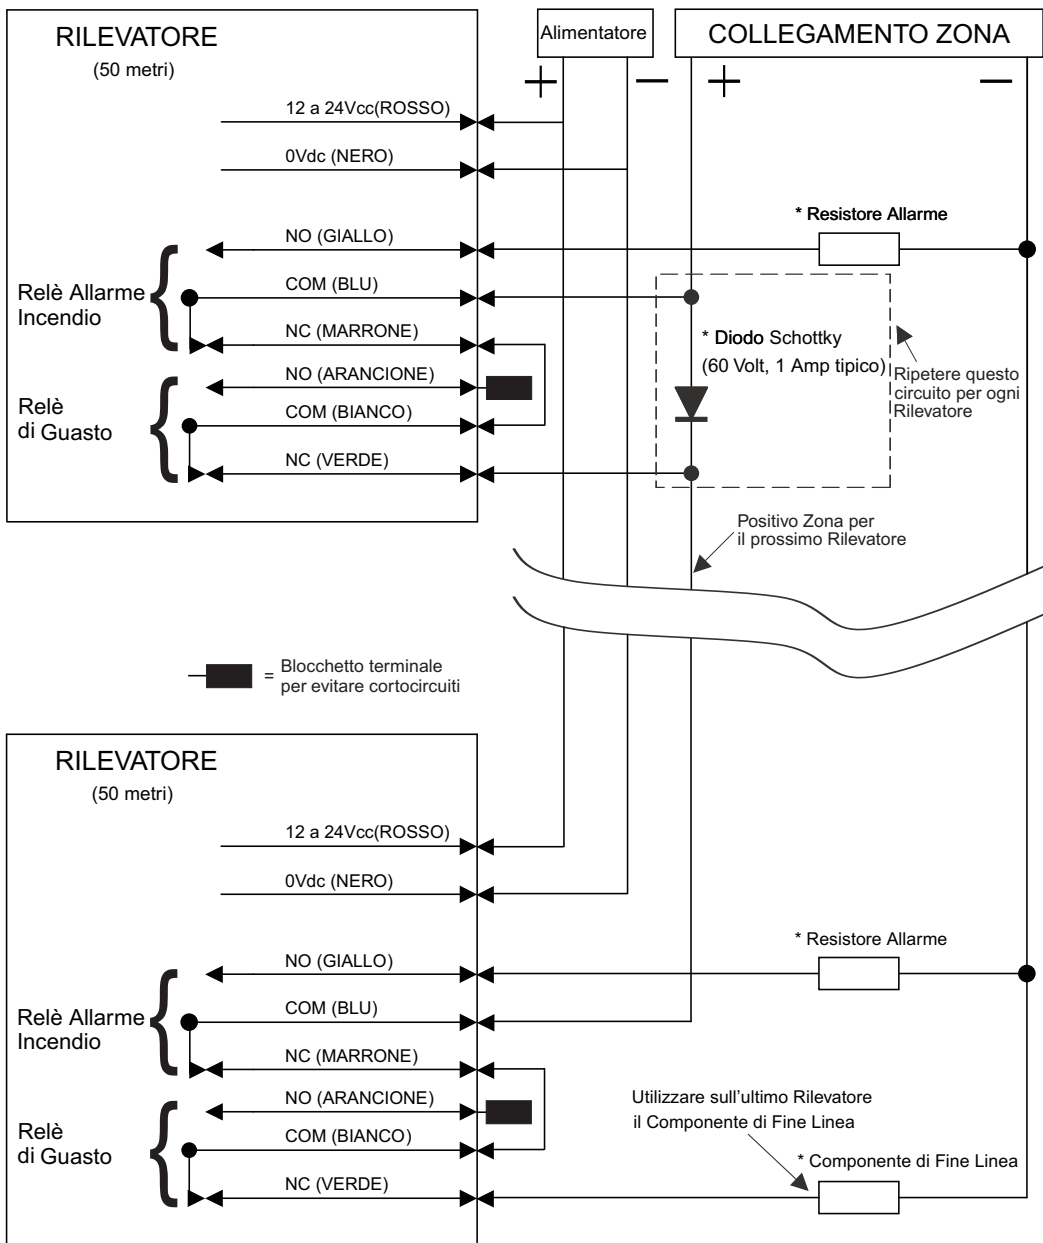 RILEVATORE
(50 metri)
Alimentatore
COLLEGAMENTO ZONA
+
−
+
−
12 a 24Vcc(ROSSO)
0Vdc (NERO)
* Resistore Allarme
NO (GIALLO)
COM (BLU)
NC (MARRONE)
Relè Allarme
Incendio
* Diodo Schottky
(60 Volt, 1 Amp tipico)
Ripetere questo
circuito per ogni
Rilevatore
NO (ARANCIONE)
COM (BIANCO)
NC (VERDE)
Relè
di Guasto
Positivo Zona per
il prossimo Rilevatore
= Blocchetto terminale
per evitare cortocircuiti
RILEVATORE
(50 metri)
12 a 24Vcc(ROSSO)
0Vdc (NERO)
* Resistore Allarme
NO (GIALLO)
COM (BLU)
NC (MARRONE)
Relè Allarme
Incendio
NO (ARANCIONE)
COM (BIANCO)
NC (VERDE)
Relè
di Guasto
Utilizzare sull'ultimo Rilevatore
il Componente di Fine Linea
* Componente di Fine Linea